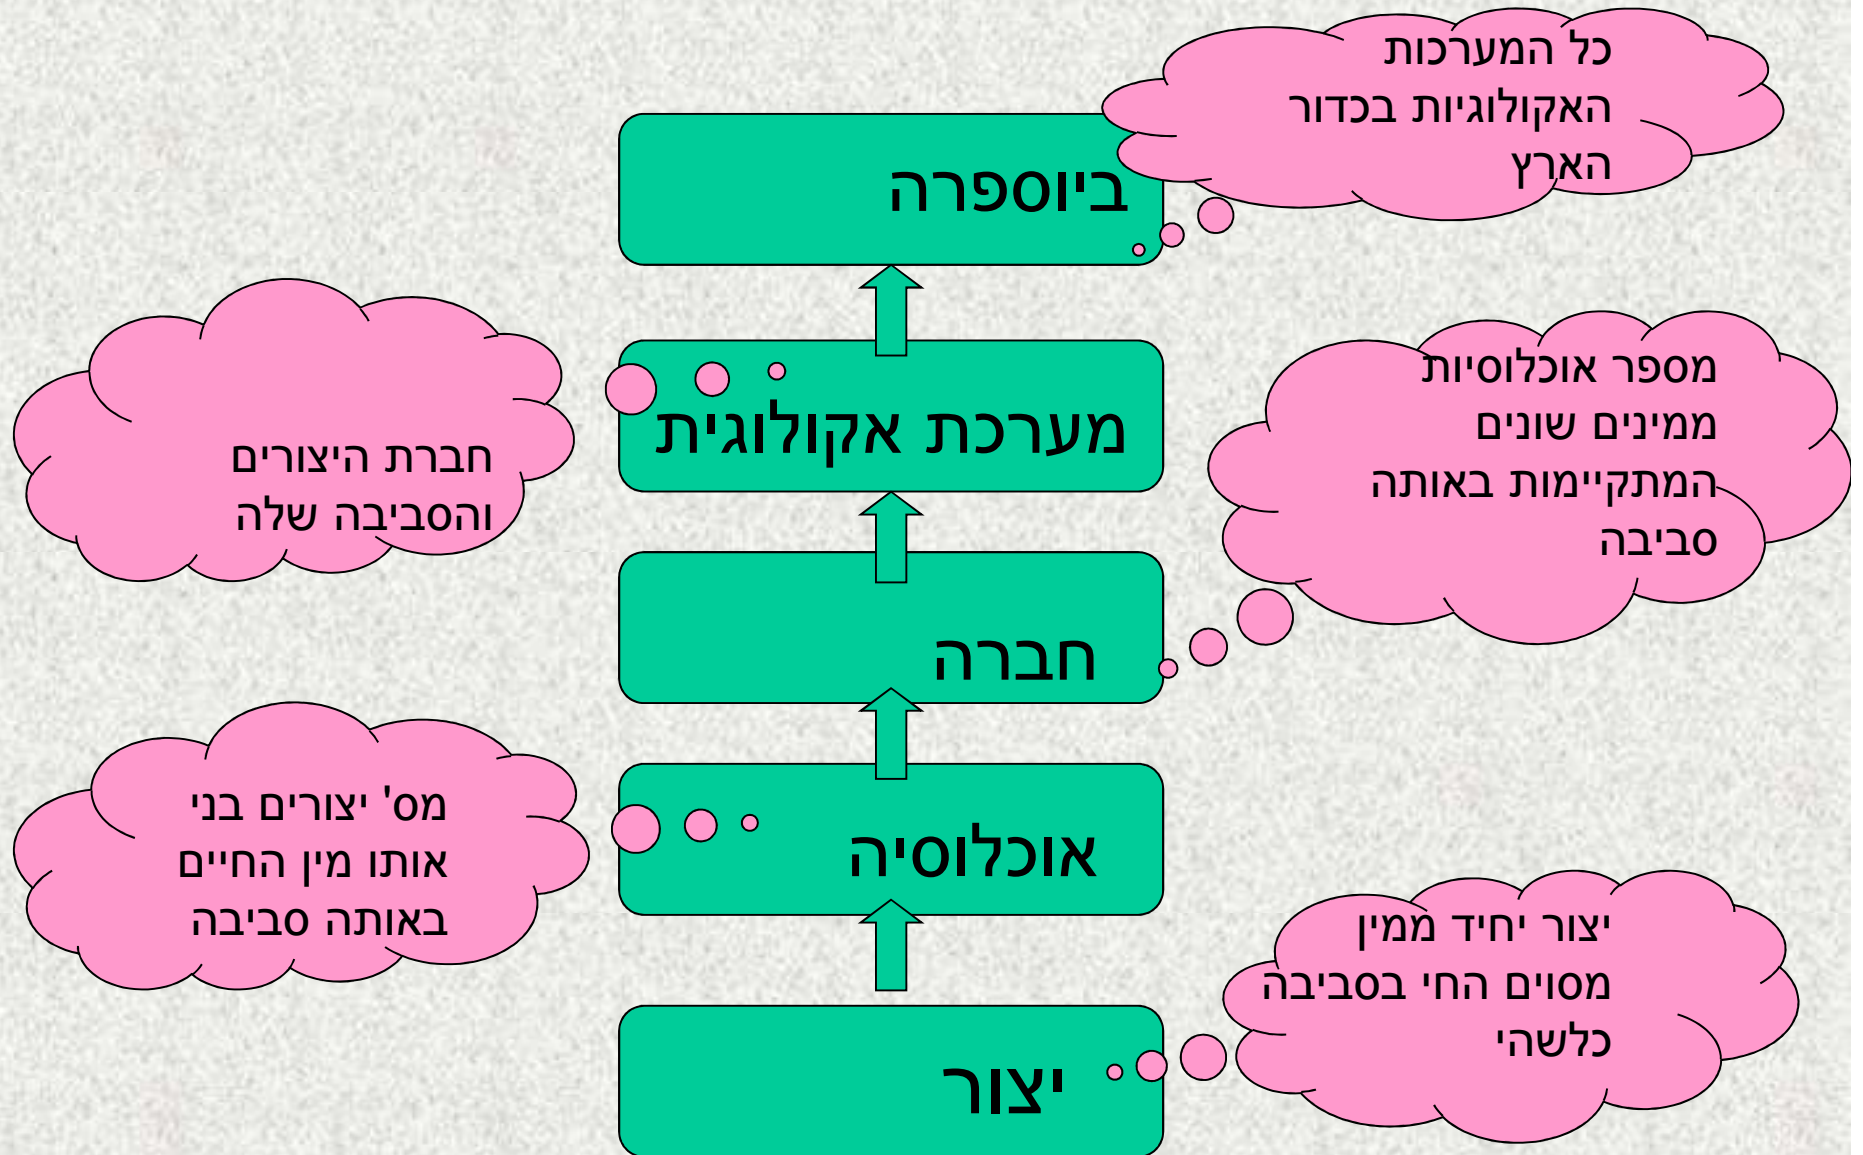 כל המערכות
האקולוגיות בכדור
הארץ
ביוספרה
מערכת אקולוגית
חברת היצורים
והסביבה שלה
מספר אוכלוסיות
ממינים שונים
המתקיימות באותה
סביבה
חברה
אוכלוסיה
מס' יצורים בני
אותו מין החיים
באותה סביבה
יצור יחיד ממין
מסוים החי בסביבה
כלשהי
יצור